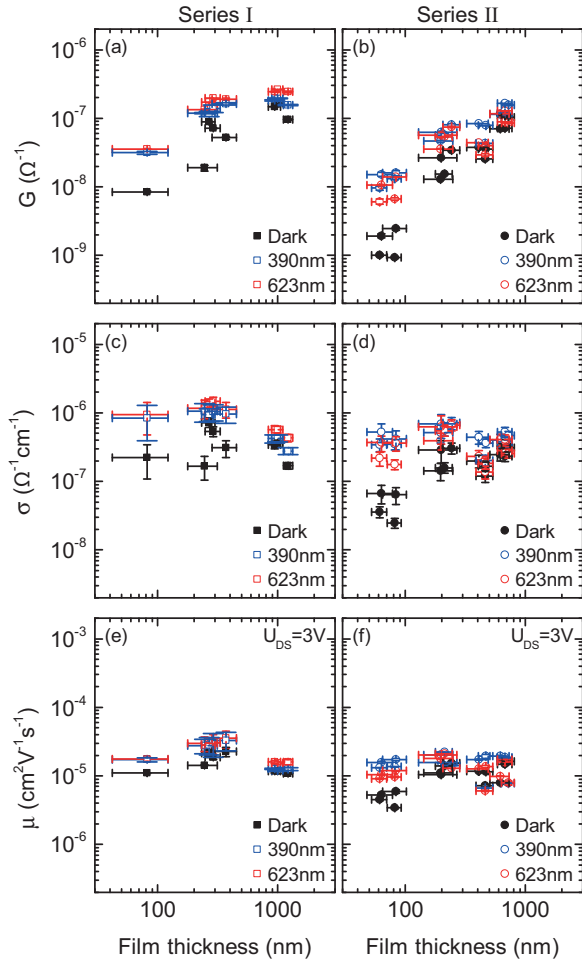 Series I
Series II
(a)
(b)
10⁻⁶
10⁻⁷
10⁻⁸
10⁻⁹
G (Ω⁻¹)
Dark
390nm
623nm
Dark
390nm
623nm
(c)
(d)
10⁻⁵
10⁻⁶
10⁻⁷
10⁻⁸
σ (Ω⁻¹cm⁻¹)
Dark
390nm
623nm
Dark
390nm
623nm
(e)
U_DS=3V
(f)
U_DS=3V
10⁻³
10⁻⁴
10⁻⁵
10⁻⁶
μ (cm²V⁻¹s⁻¹)
Dark
390nm
623nm
Dark
390nm
623nm
100
1000
100
1000
Film thickness (nm)
Film thickness (nm)